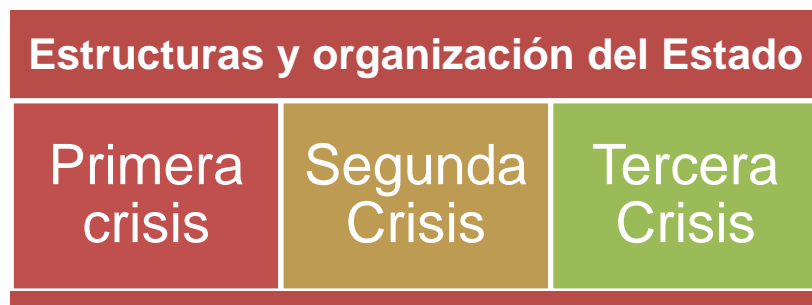 Estructuras y organización del Estado
Primera
crisis
Segunda
Crisis
Tercera
Crisis